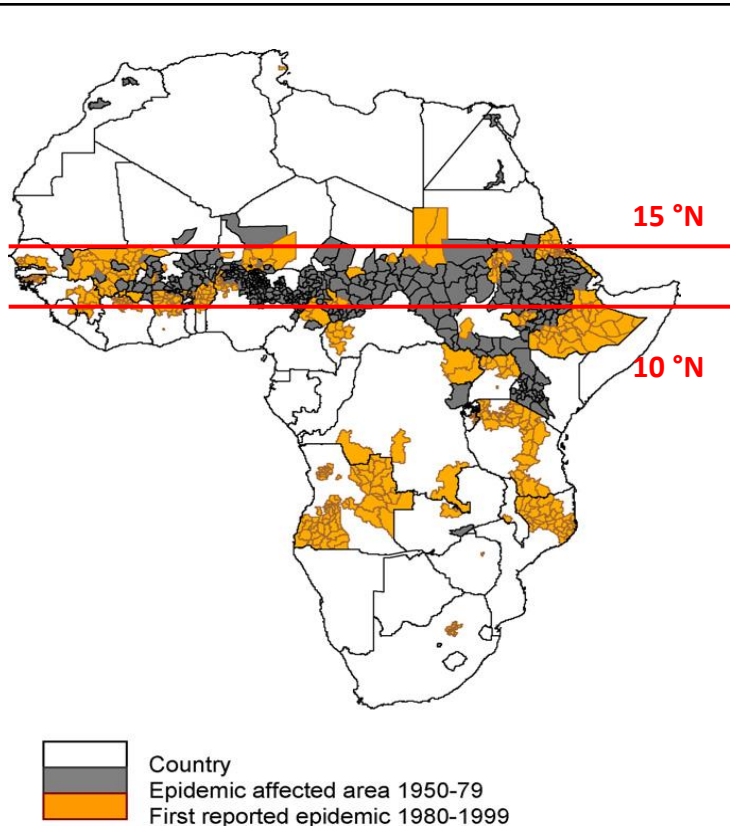 15 °N
10 °N
Country
Epidemic affected area 1950-79
First reported epidemic 1980-1999